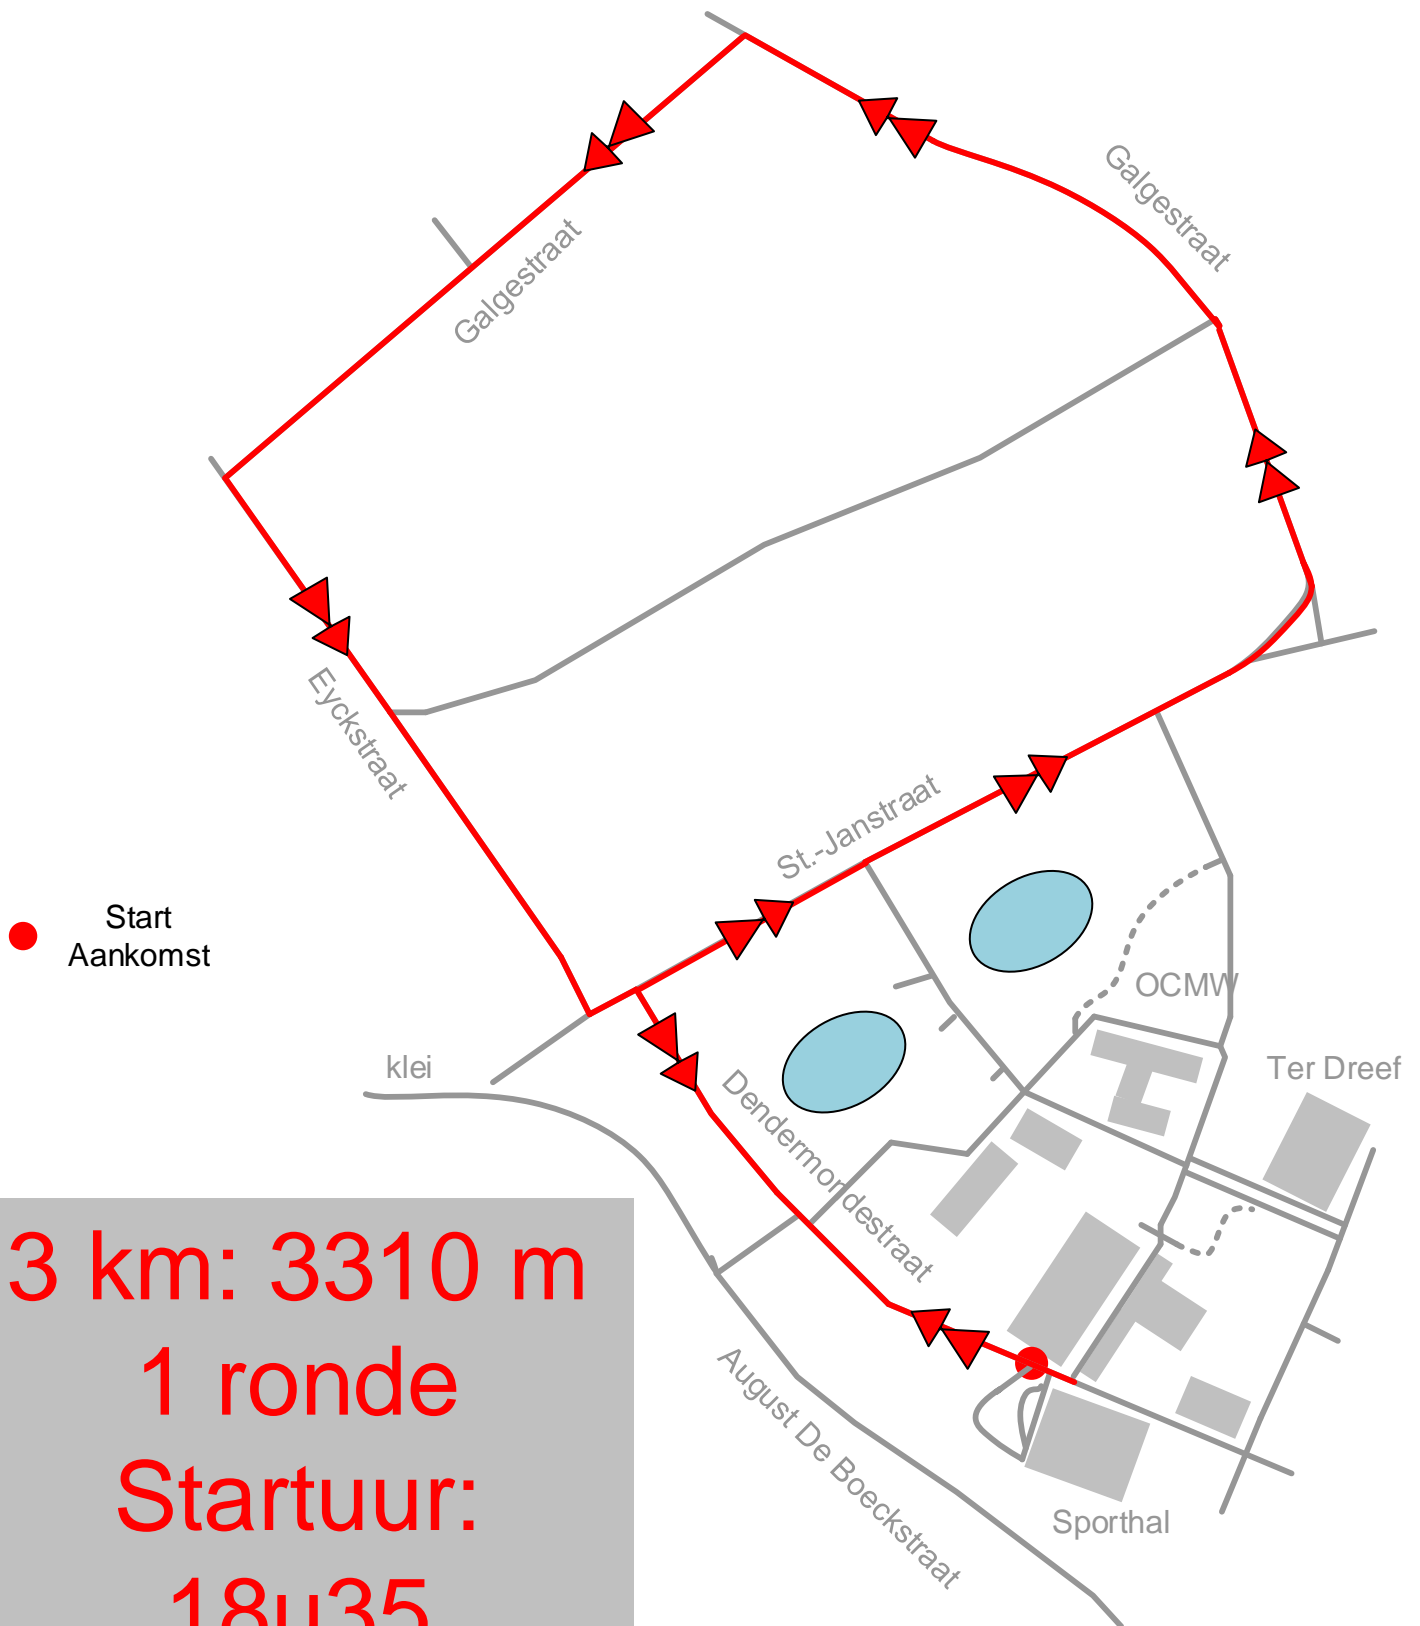 Galgestraat
Galgestraat
Eyckstraat
St.-Janstraat
Start
Aankomst
OCMW
klei
Ter Dreef
Dendermondestraat
3 km: 3310 m
1 ronde
Startuur:
18u35
August De Boeckstraat
Sporthal